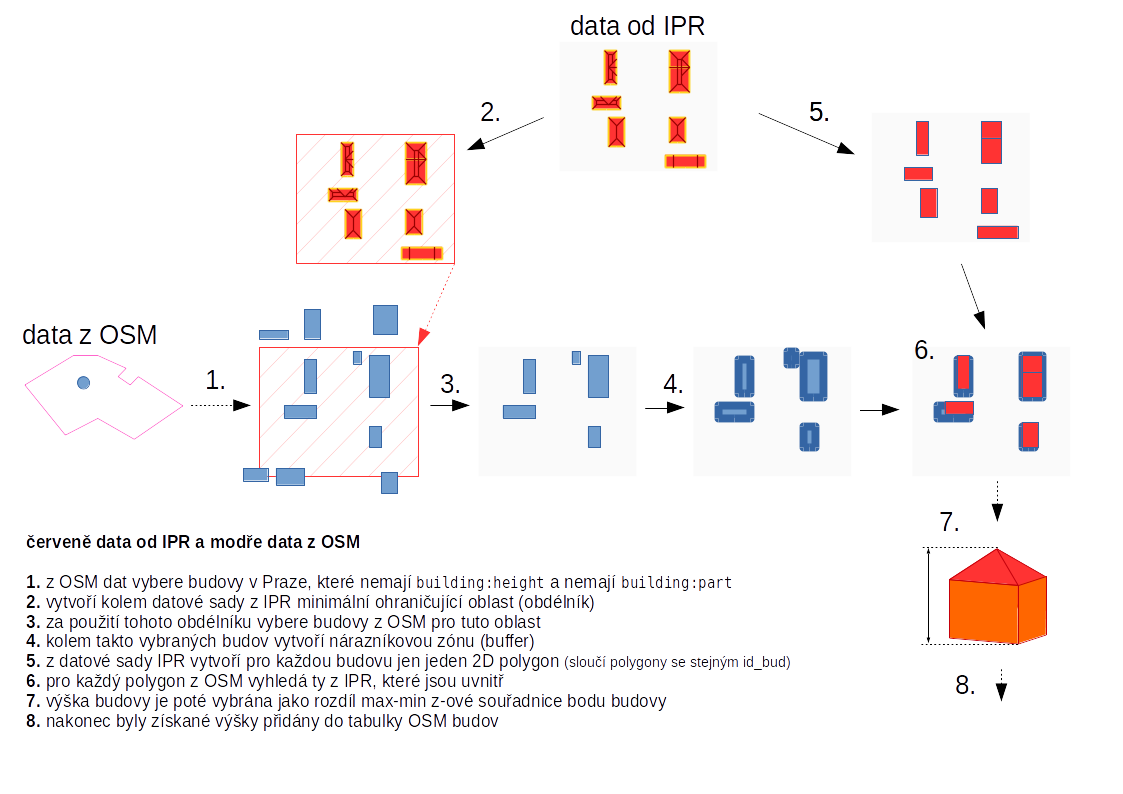 data od IPR
2.
5.
data z OSM
1.
3.
4.
6.
7.
8.
červeně data od IPR a modře data z OSM
1. z OSM dat vybere budovy v Praze, které nemají building:height a nemají building:part
2. vytvoří kolem datové sady z IPR minimální ohraničující oblast (obdélník)
3. za použití tohoto obdélníku vybere budovy z OSM pro tuto oblast
4. kolem takto vybraných budov vytvoří nárazníkovou zónu (buffer)
5. z datové sady IPR vytvoří pro každou budovu jen jeden 2D polygon (sloučí polygony se stejným id_bud)
6. pro každý polygon z OSM vyhledá ty z IPR, které jsou uvnitř
7. výška budovy je poté vybrána jako rozdíl max-min z-ové souřadnice bodu budovy
8. nakonec byly získané výšky přidány do tabulky OSM budov